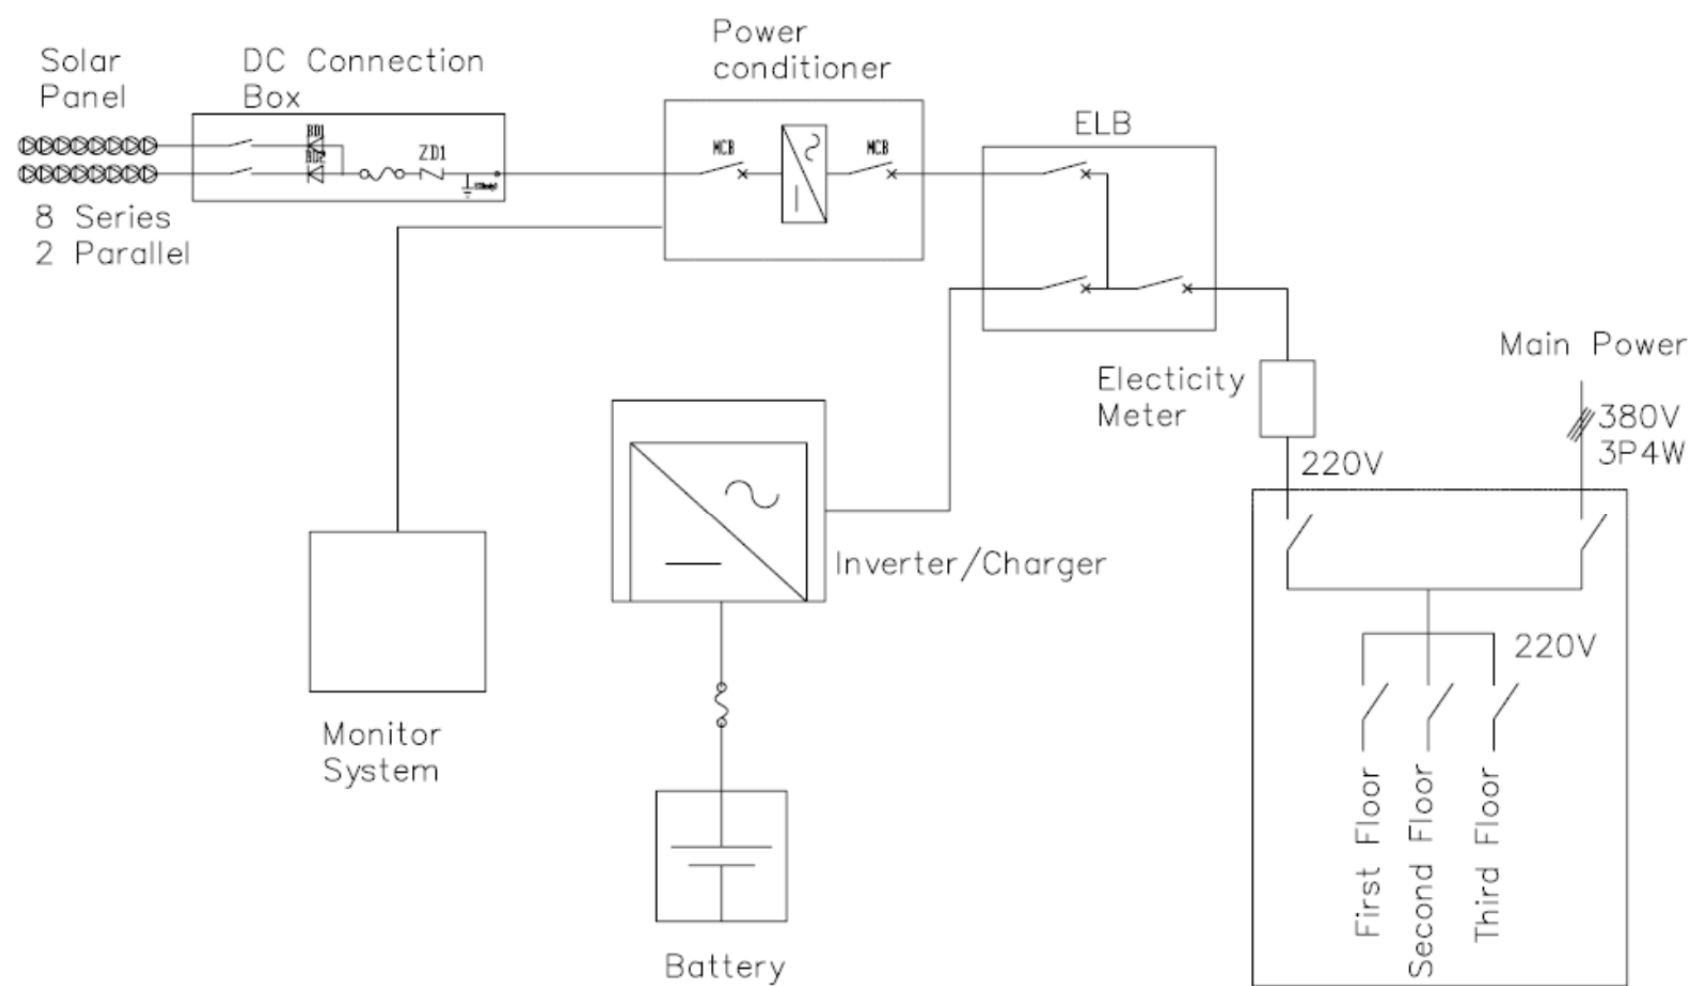 Power
conditioner
Solar
Panel
DC Connection
Box
ELB
BD1
BD2
ZD1
MCB
MCB
8 Series
2 Parallel
Main Power
380V
3P4W
Electicity
Meter
220V
Inverter/Charger
220V
Monitor
System
First Floor
Second Floor
Third Floor
Battery